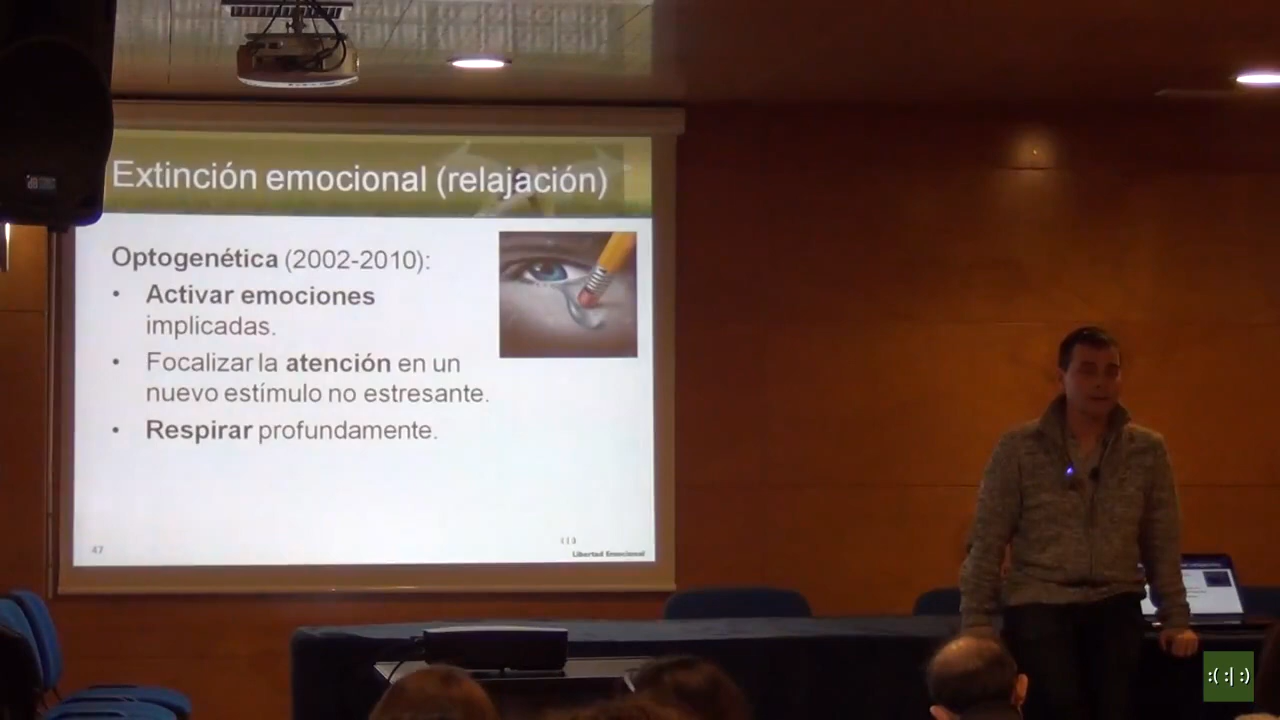 Extinción emocional (relajación)
Optogenética (2002-2010):
• Activar emociones
implicadas.
• Focalizar la atención en un
nuevo estímulo no estresante.
• Respirar profundamente.
47
Libertad Emocional
:( :| :)